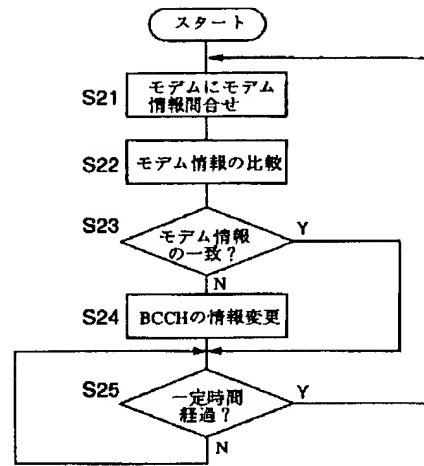 スタート
S21
モデムにモデム
情報問合せ
S22
モデム情報の比較
S23
モデム情報
の一致？
Y
N
S24
BCCHの情報変更
S25
一定時間
経過？
Y
N